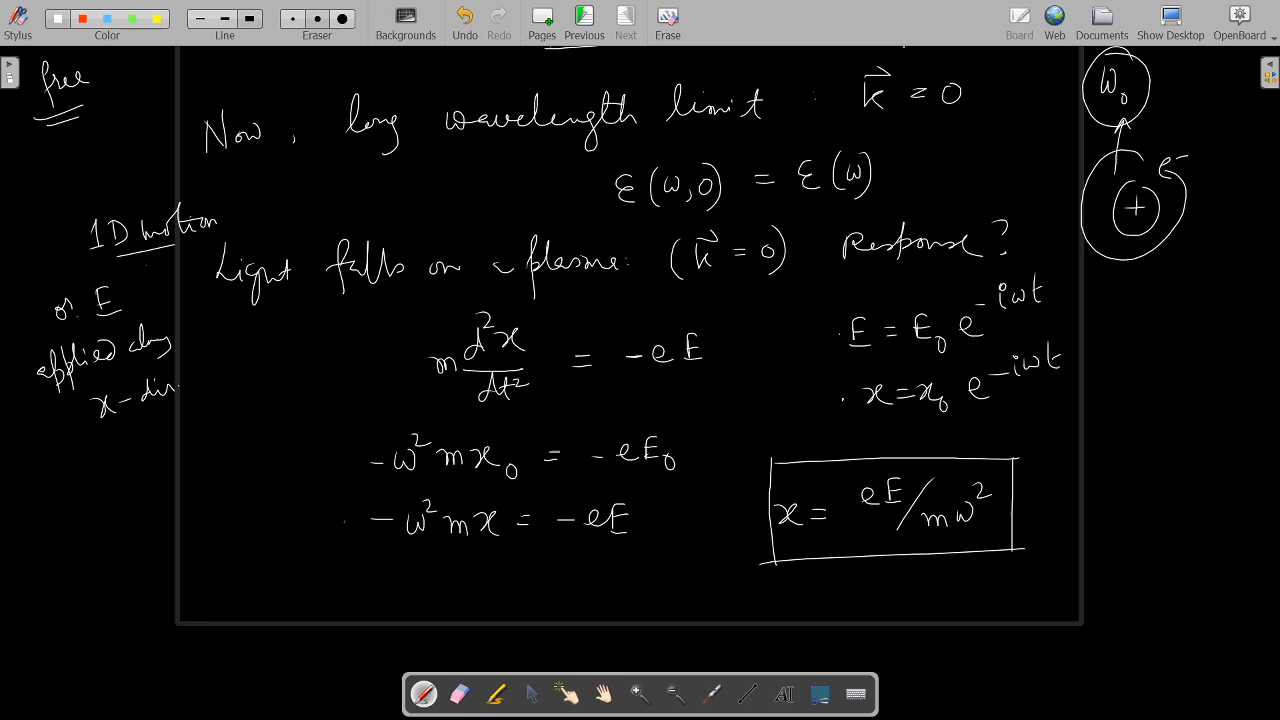 Stylus Color Line Eraser Backgrounds Undo Redo Pages Previous Next Erase Board Web Documents Show Desktop OpenBoard
free
Now, long wavelength limit : k⃗ = 0
ω₀
ε(ω,0) = ε(ω)
e⁻
+
1D motion
Light falls on a plasma: (k⃗ = 0) Response?
E
applied along
x-dir
m d²x/dt² = -eE
E = E₀ e^{-iωt}
x = x₀ e^{-iωt}
-ω²mx₀ = -eE₀
-ω²mx = -eE
x = eE/mω²